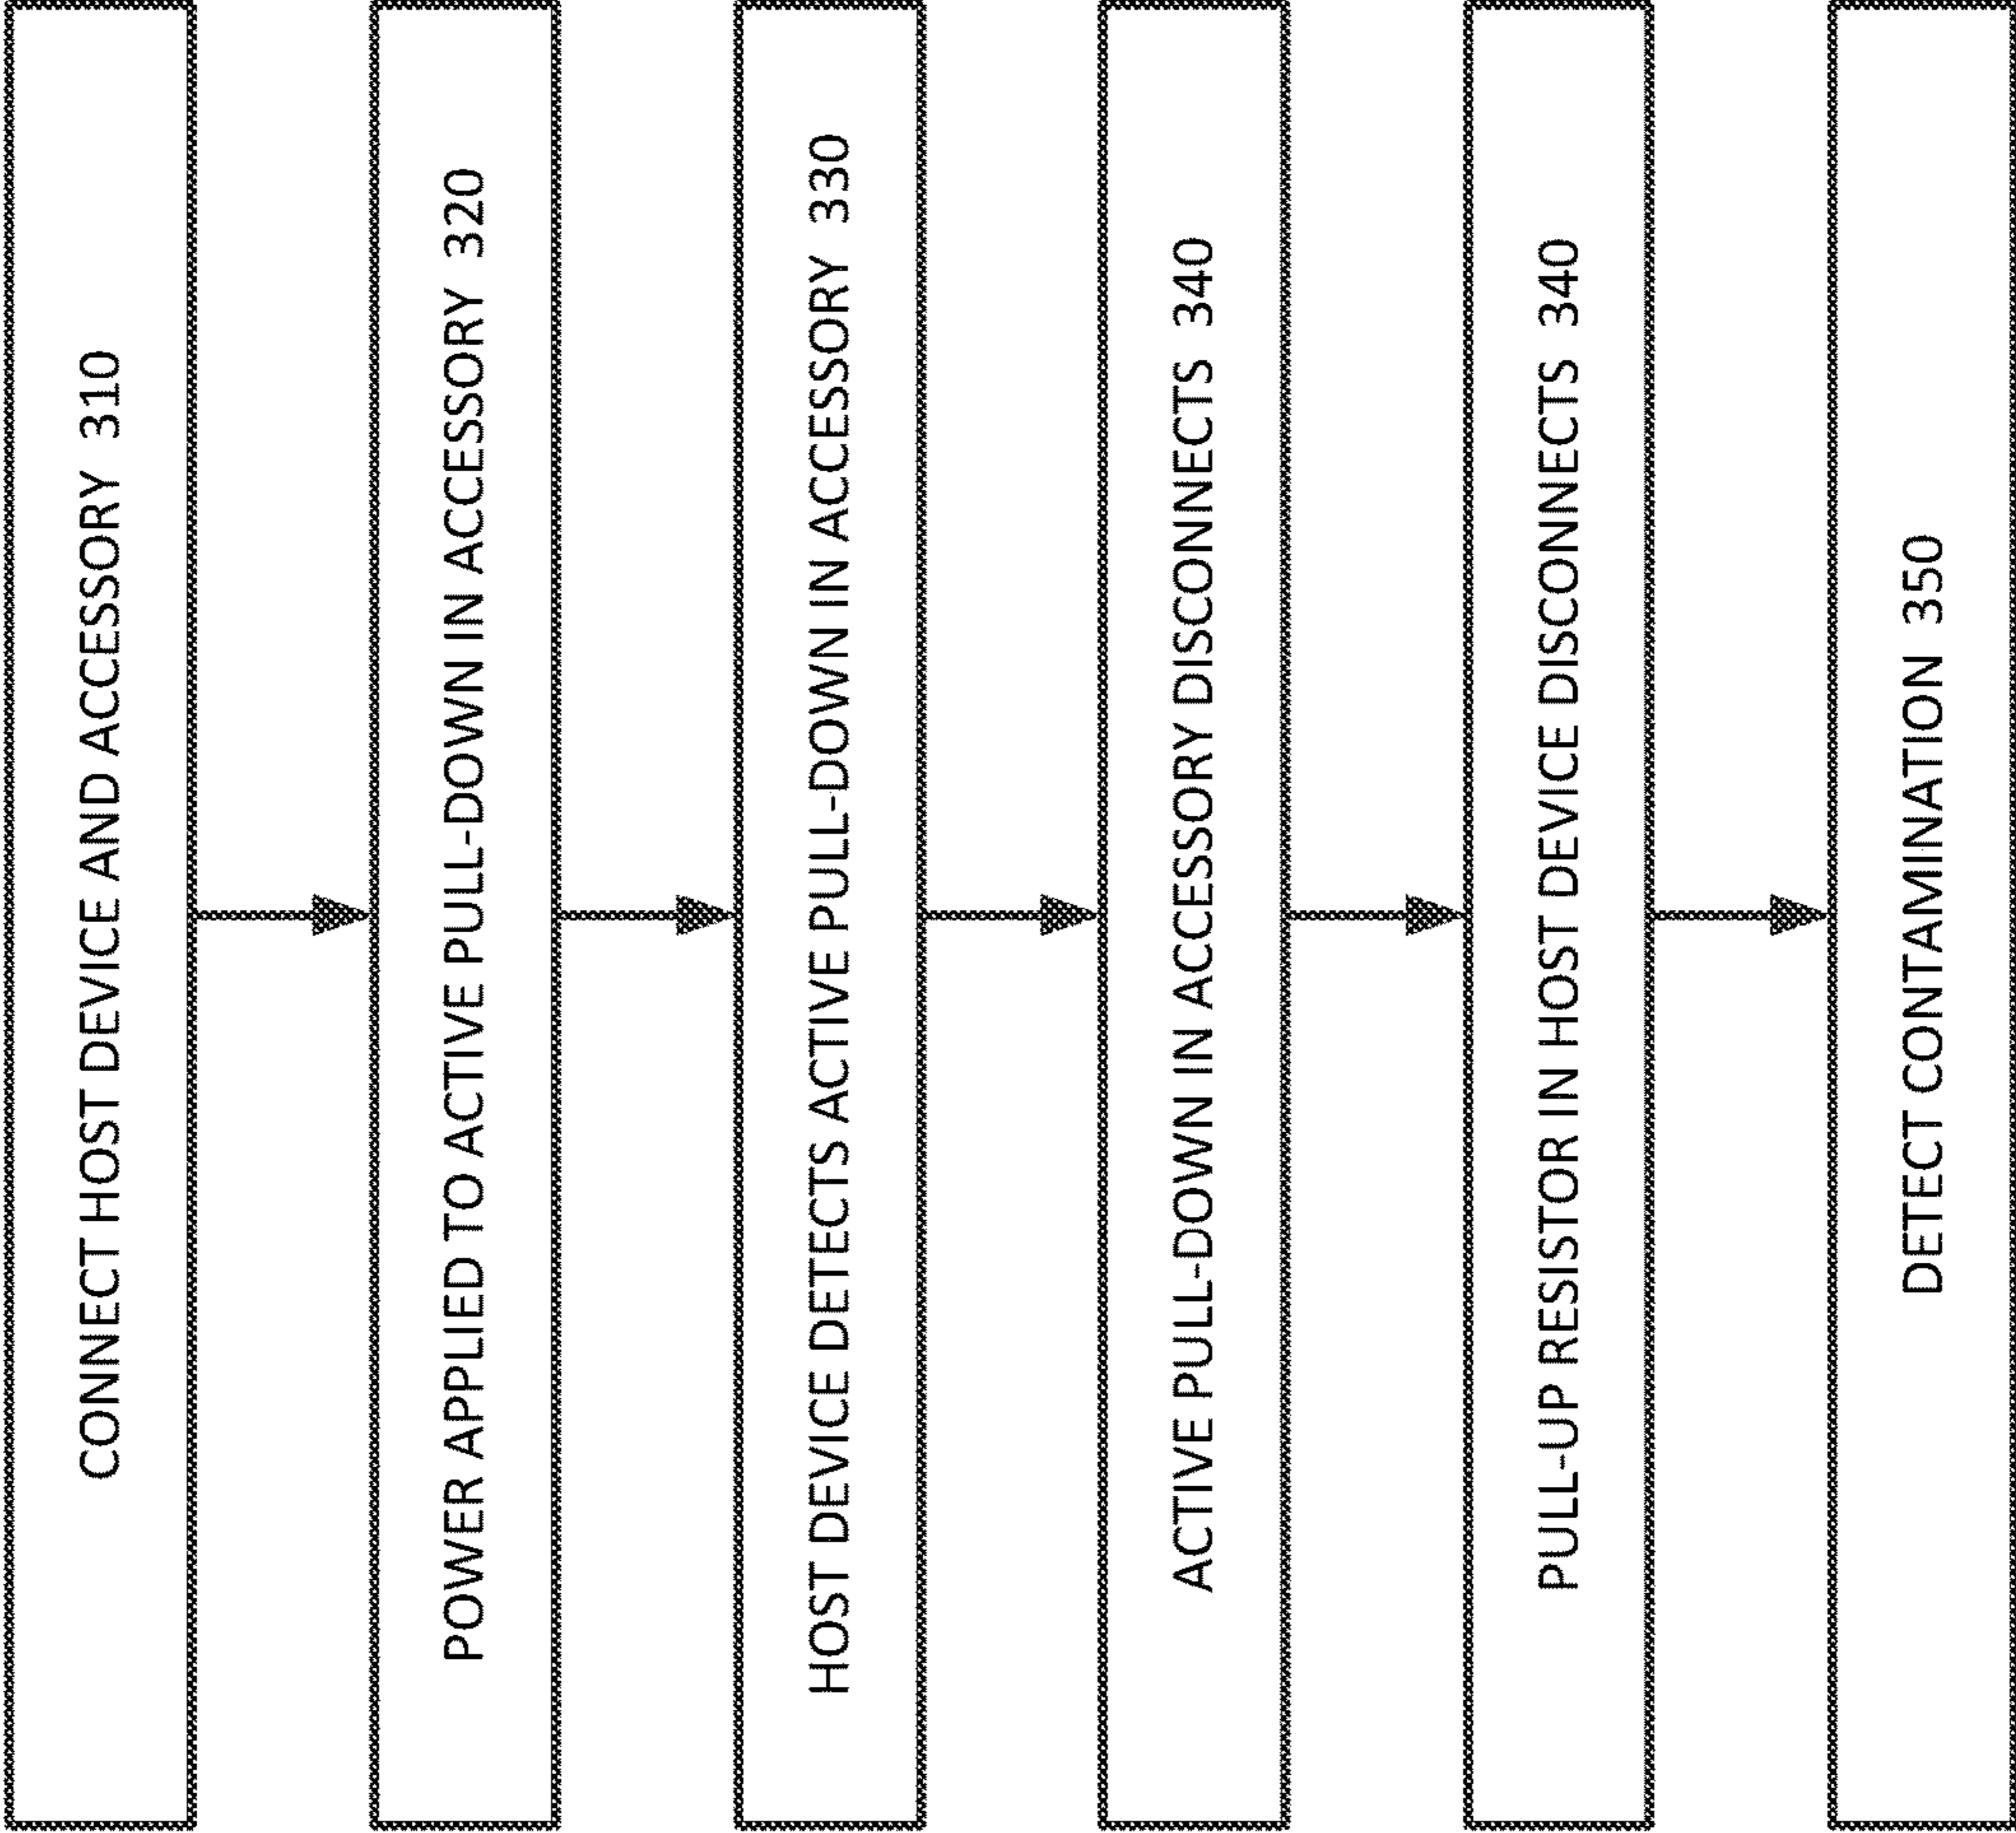 CONNECT HOST DEVICE AND ACCESSORY 310
POWER APPLIED TO ACTIVE PULL-DOWN IN ACCESSORY 320
HOST DEVICE DETECTS ACTIVE PULL-DOWN IN ACCESSORY 330
ACTIVE PULL-DOWN IN ACCESSORY DISCONNECTS 340
PULL-UP RESISTOR IN HOST DEVICE DISCONNECTS 340
DETECT CONTAMINATION 350